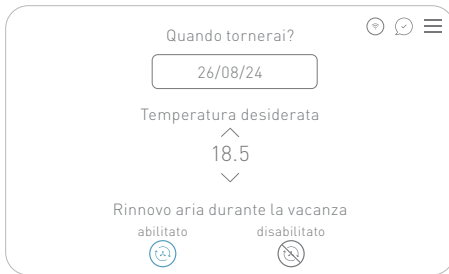 Quando tornerai?
26/08/24
Temperatura desiderata
18.5
Rinnovo aria durante la vacanza
abilitato disabilitato